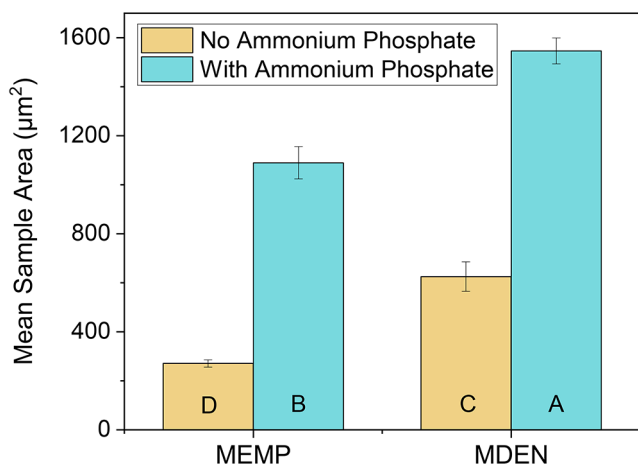 No Ammonium Phosphate
With Ammonium Phosphate
Mean Sample Area (μm²)
1600
1200
800
400
0
D
B
C
A
MEMP
MDEN